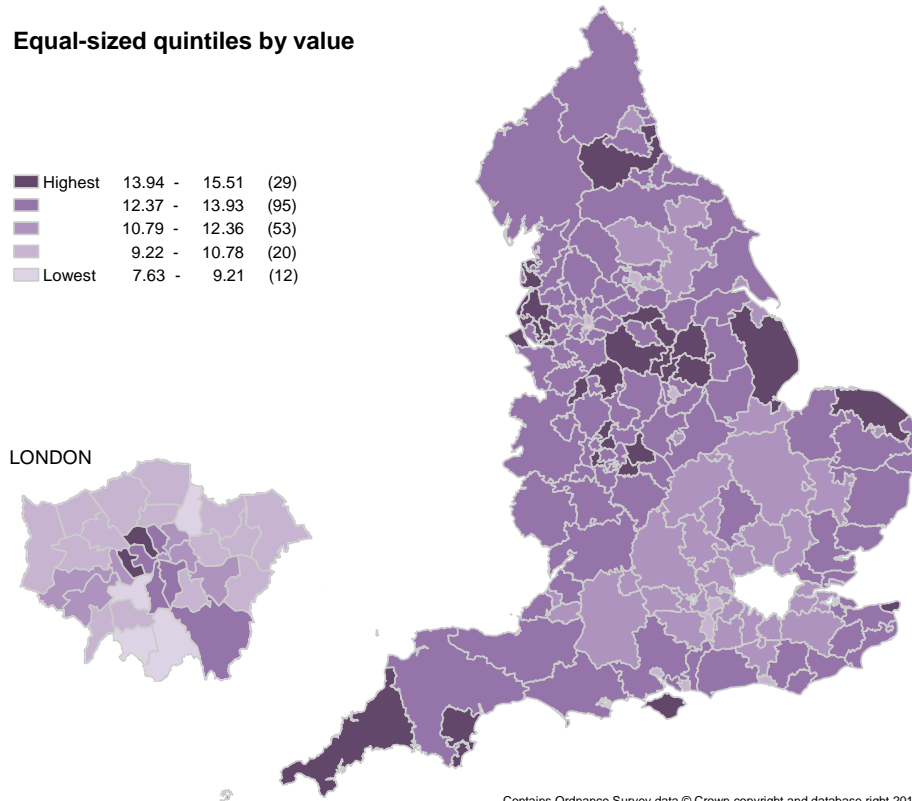 Equal-sized quintiles by value
Highest 13.94 - 15.51 (29)
12.37 - 13.93 (95)
10.79 - 12.36 (53)
9.22 - 10.78 (20)
Lowest 7.63 - 9.21 (12)
LONDON
Contains Ordnance Survey data © Crown copyright and database right 201